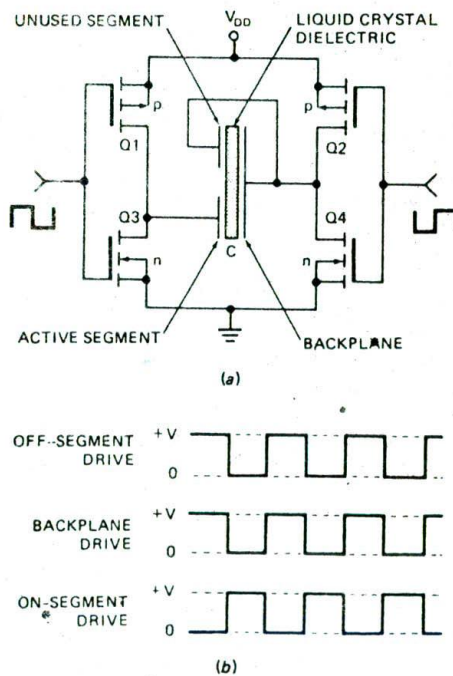 UNUSED SEGMENT
V_DD
LIQUID CRYSTAL
DIELECTRIC
p
p
Q1
Q2
Q3
Q4
n
n
C
ACTIVE SEGMENT
BACKPLANE
(a)
OFF-SEGMENT
DRIVE
+V
0
BACKPLANE
DRIVE
+V
0
ON-SEGMENT
DRIVE
+V
0
(b)